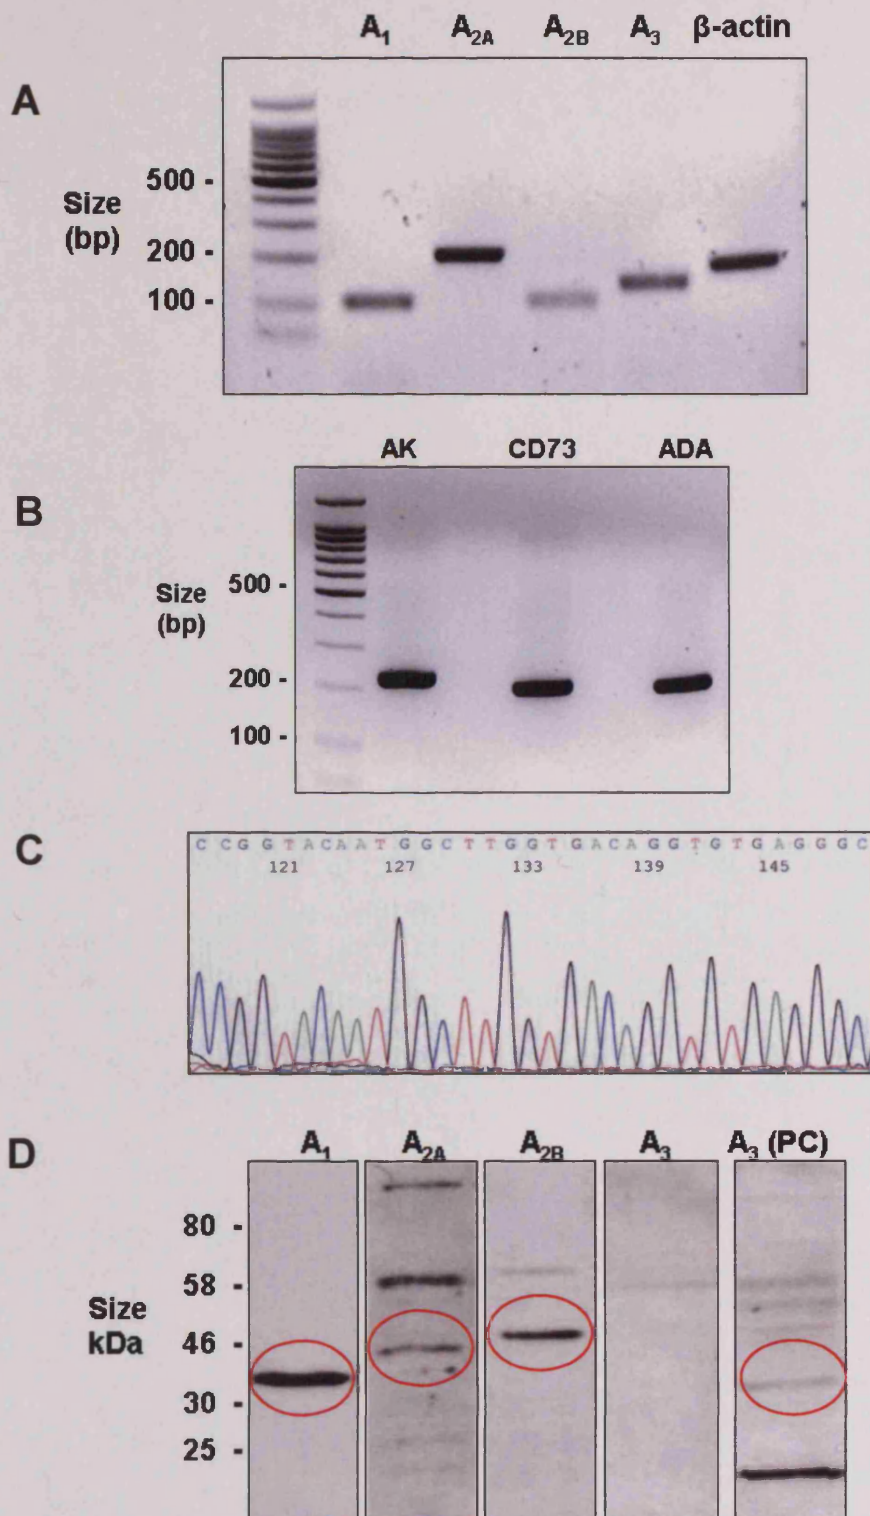 A₁ A₂A A₂B A₃ β-actin
A
500 -
Size
(bp)
200 -
100 -
AK CD73 ADA
B
500 -
Size
(bp)
200 -
100 -
C
C C G G T A C A A T G G C T T G G T G A C A G G T G T G A G G G C
121 127 133 139 145
D
A₁ A₂A A₂B A₃ A₃ (PC)
80 -
58 -
Size
kDa
46 -
30 -
25 -